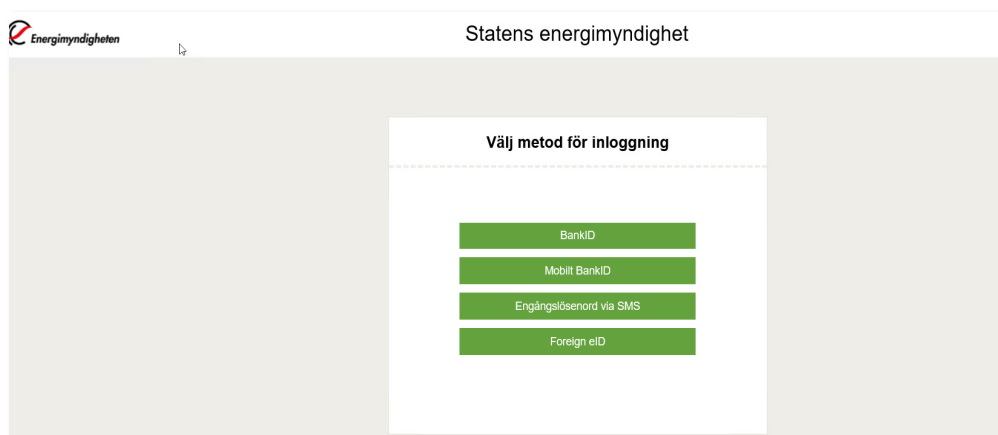 Energimyndigheten
Statens energimyndighet
Välj metod för inloggning
BankID
Mobilt BankID
Engångslösenord via SMS
Foreign eID